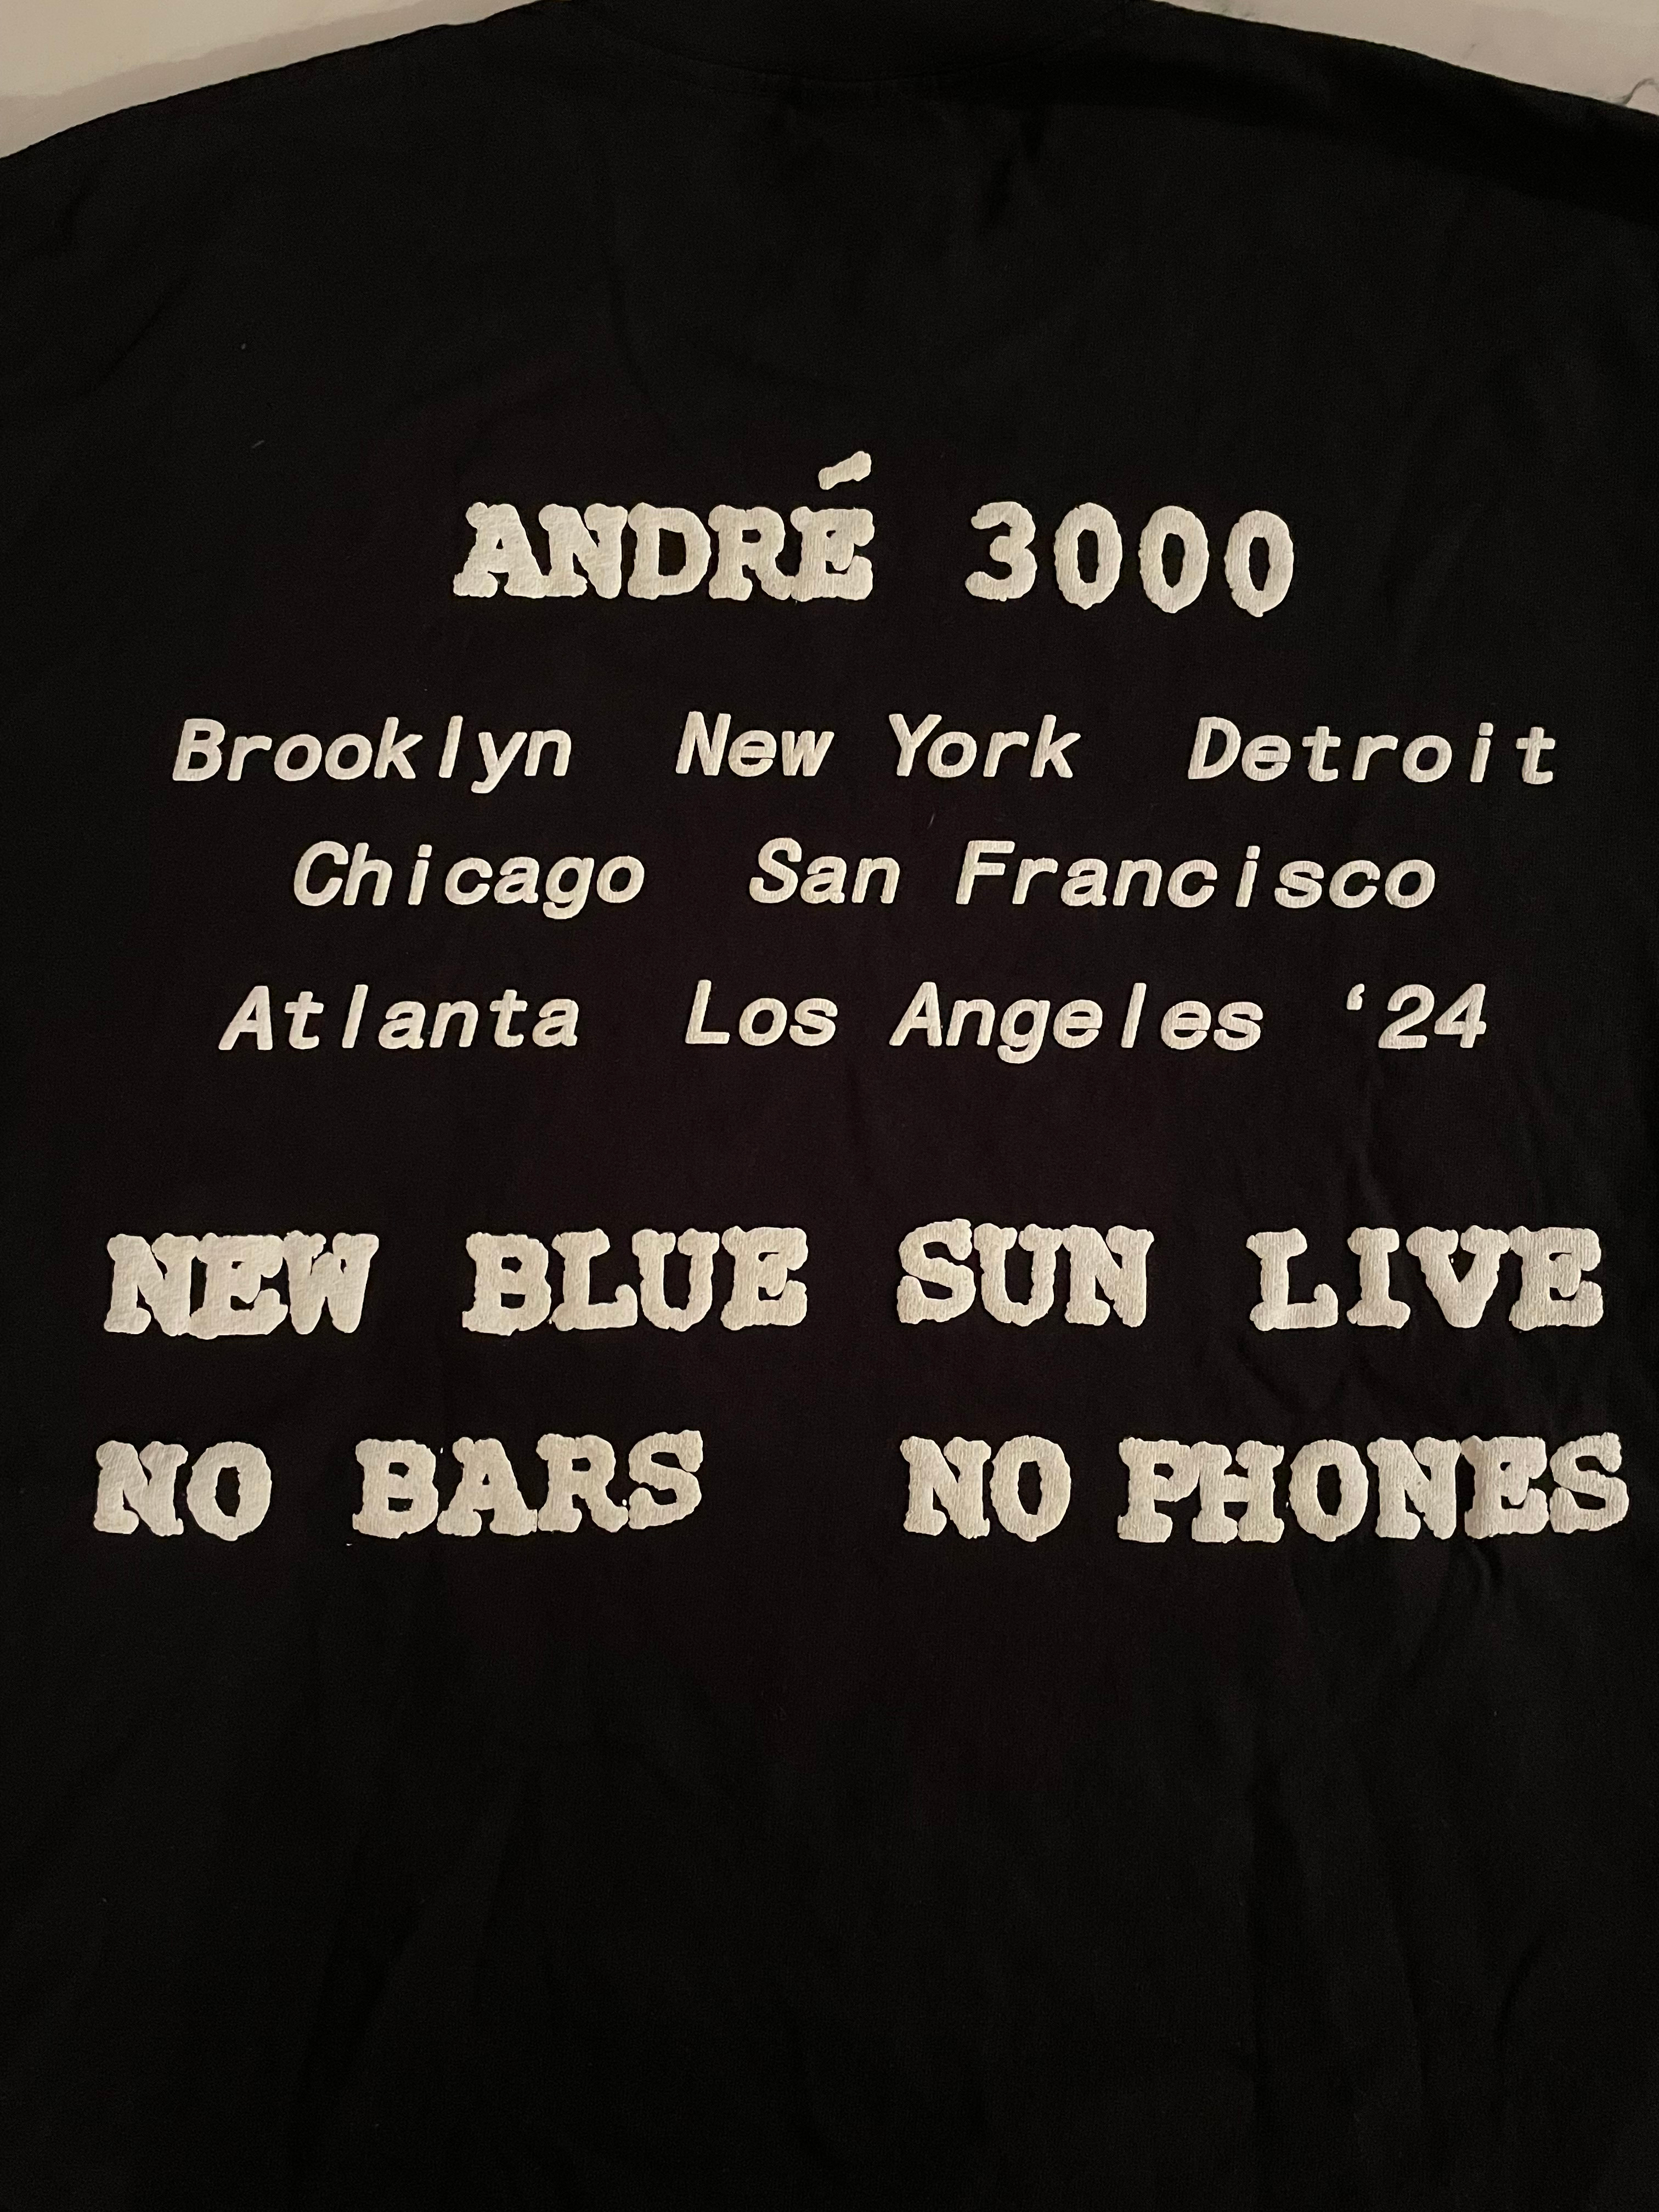 ANDRÉ 3000
Brooklyn New York Detroit
Chicago San Francisco
Atlanta Los Angeles ‘24
NEW BLUE SUN LIVE
NO BARS NO PHONES